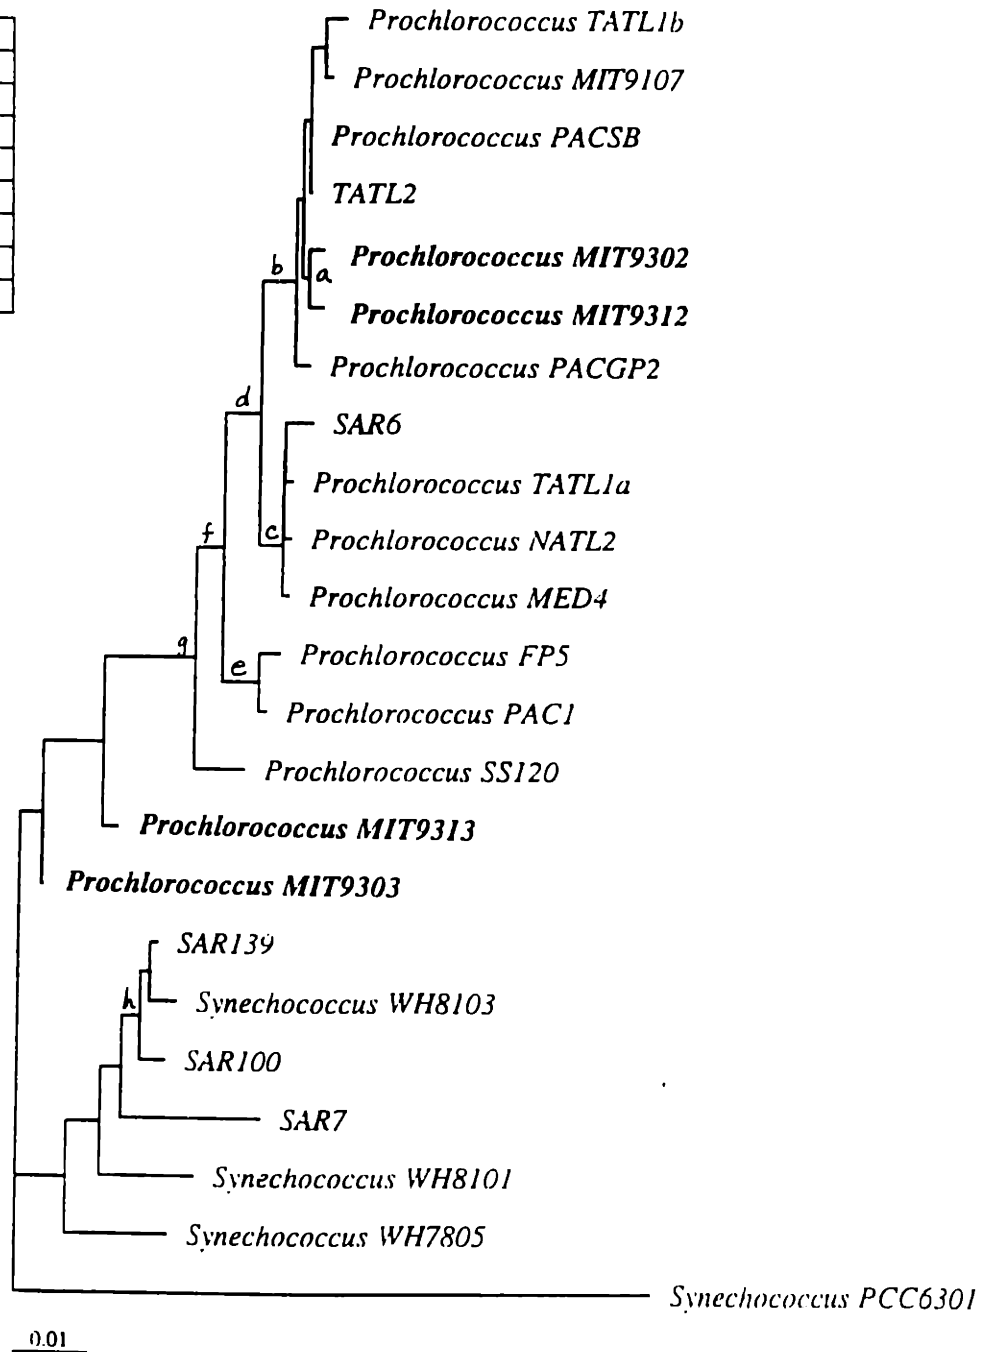 Prochlorococcus TATL1b
Prochlorococcus MIT9107
Prochlorococcus PACSB
TATL2
Prochlorococcus MIT9302
b
a
Prochlorococcus MIT9312
Prochlorococcus PACGP2
d
SAR6
Prochlorococcus TATL1a
f
c
Prochlorococcus NATL2
Prochlorococcus MED4
g
Prochlorococcus FP5
e
Prochlorococcus PAC1
Prochlorococcus SS120
Prochlorococcus MIT9313
Prochlorococcus MIT9303
SAR139
h
Synechococcus WH8103
SAR100
SAR7
Synechococcus WH8101
Synechococcus WH7805
Synechococcus PCC6301
0.01